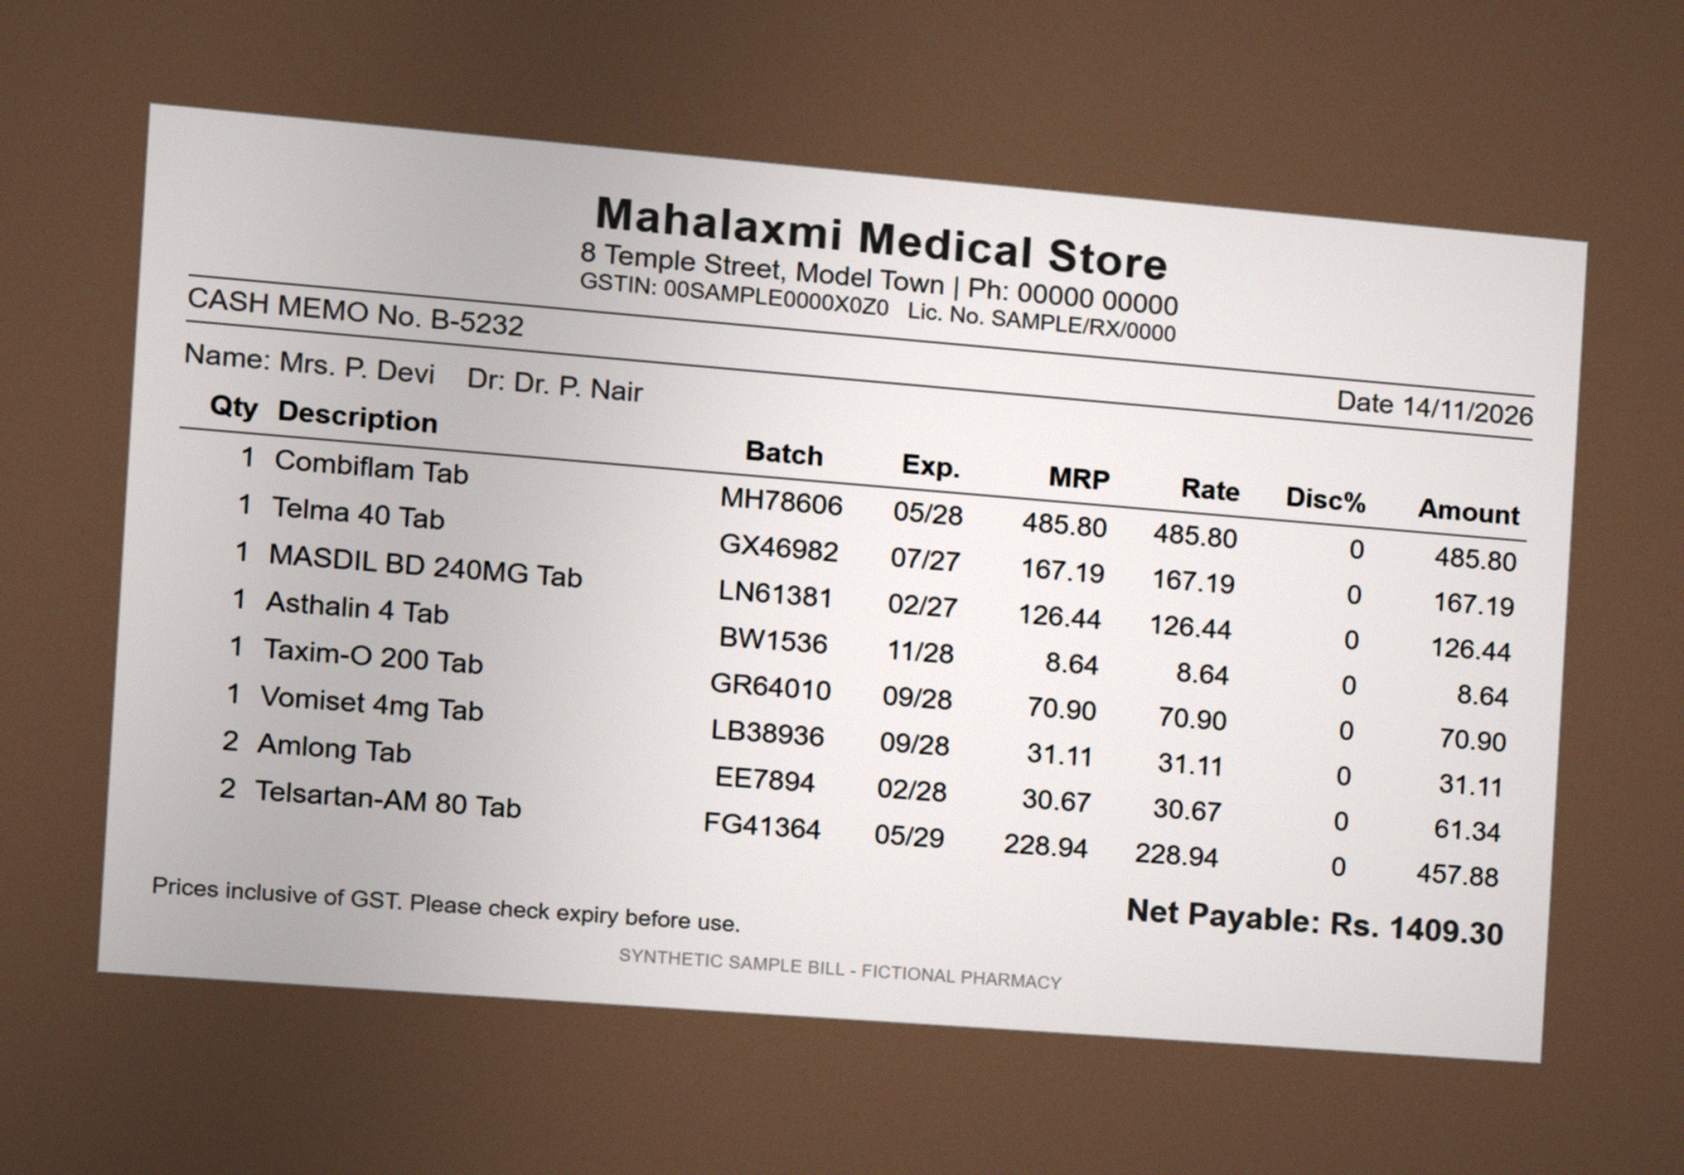 Mahalaxmi Medical Store
8 Temple Street, Model Town | Ph: 00000 00000
GSTIN: 00SAMPLE0000X0Z0 Lic. No. SAMPLE/RX/0000
CASH MEMO No. B-5232 Date 14/11/2026
Name: Mrs. P. Devi Dr: Dr. P. Nair
Qty Description Batch Exp. MRP Rate Disc% Amount
1 Combiflam Tab MH78606 05/28 485.80 485.80 0 485.80
1 Telma 40 Tab GX46982 07/27 167.19 167.19 0 167.19
1 MASDIL BD 240MG Tab LN61381 02/27 126.44 126.44 0 126.44
1 Asthalin 4 Tab BW1536 11/28 8.64 8.64 0 8.64
1 Taxim-O 200 Tab GR64010 09/28 70.90 70.90 0 70.90
1 Vomiset 4mg Tab LB38936 09/28 31.11 31.11 0 31.11
2 Amlong Tab EE7894 02/28 30.67 30.67 0 61.34
2 Telsartan-AM 80 Tab FG41364 05/29 228.94 228.94 0 457.88
Prices inclusive of GST. Please check expiry before use. Net Payable: Rs. 1409.30
SYNTHETIC SAMPLE BILL - FICTIONAL PHARMACY